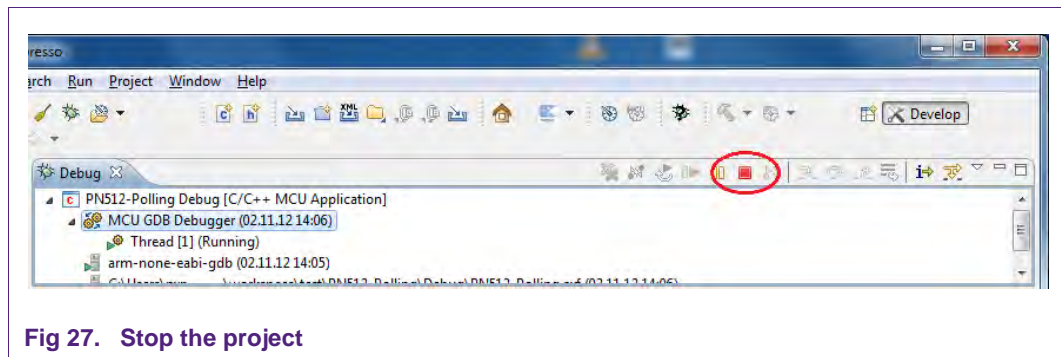 resso
arch Run Project Window Help
Develop
Debug
PN512-Polling Debug [C/C++ MCU Application]
MCU GDB Debugger (02.11.12 14:06)
Thread [1] (Running)
arm-none-eabi-gdb (02.11.12 14:05)
Fig 27. Stop the project